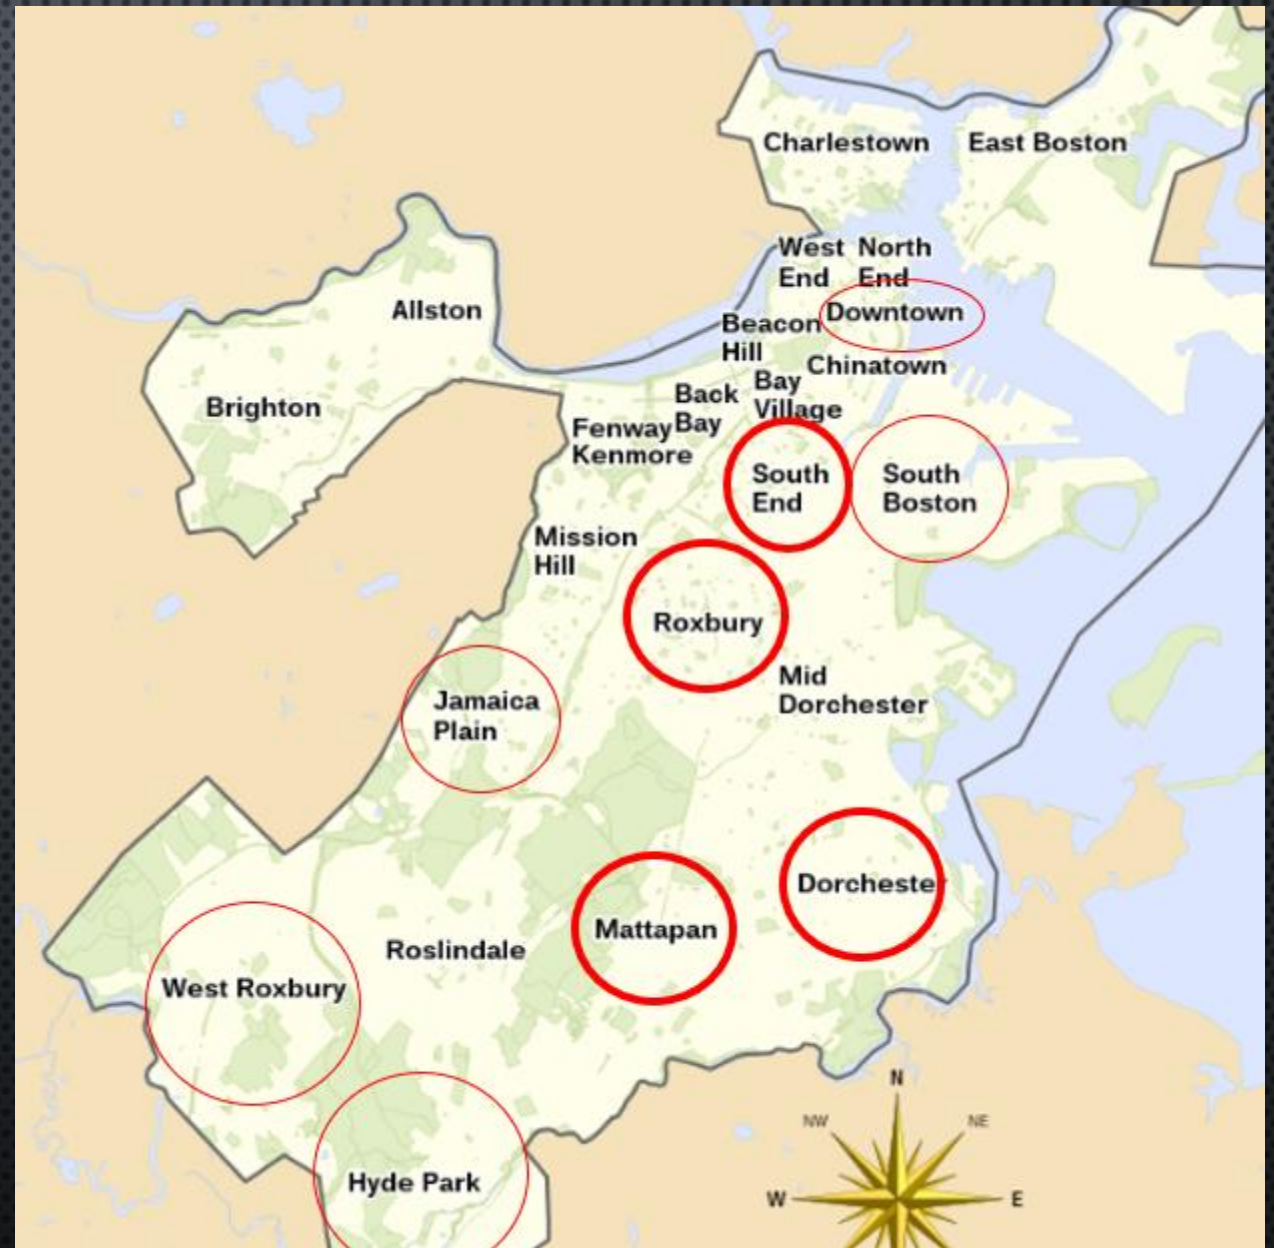 Charlestown
East Boston
West North
End End
Downtown
Allston
Beacon
Hill
Chinatown
Bay
Village
Back
Bay
Brighton
Fenway
Kenmore
South
End
South
Boston
Mission
Hill
Roxbury
Mid
Dorchester
Jamaica
Plain
Dorcheste
Mattapan
Roslindale
West Roxbury
Hyde Park
N
NW
NE
W
E